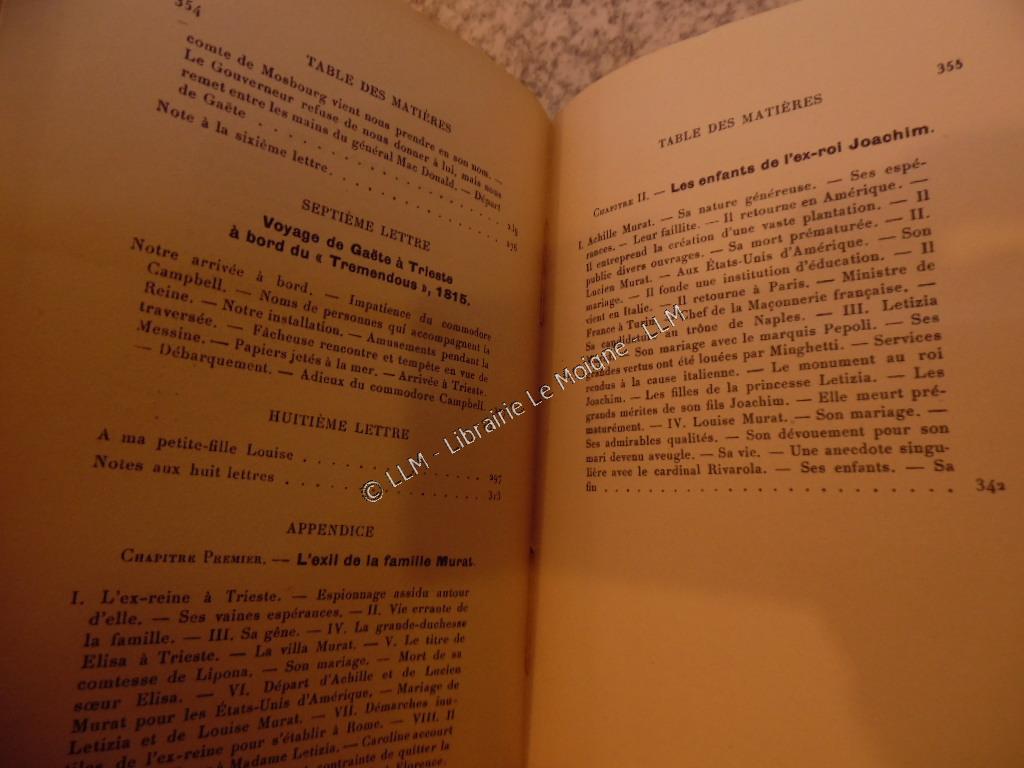 354
TABLE DES MATIÈRES
comte de Mosbourg vient nous prendre en son nom. —
Le Gouverneur refuse de nous donner à lui, mais nous
remet entre les mains du général Mac Donald. — Départ
de Gaëte . . . . . . . . . . . . . .
Note à la sixième lettre. . . . . . . . . . 276
SEPTIÈME LETTRE
Voyage de Gaëte à Trieste
à bord du « Tremendous », 1815.
Notre arrivée à bord. — Impatience du commodore
Campbell. — Noms de personnes qui accompagnent la
Reine. — Notre installation. — Amusements pendant la
traversée. — Fâcheuse rencontre et tempête en vue de
Messine. — Papiers jetés à la mer. — Arrivée à Trieste.
— Débarquement. — Adieux du commodore Campbell.
HUITIÈME LETTRE
A ma petite-fille Louise . . . . . . . . . . 297
Notes aux huit lettres . . . . . . . . . . 313
APPENDICE
CHAPITRE PREMIER. — L'exil de la famille Murat.
I. L'ex-reine à Trieste. — Espionnage assidu autour
d'elle. — Ses vaines espérances. — II. Vie errante de
la famille. — III. Sa gêne. — IV. La grande-duchesse
Elisa à Trieste. — La villa Murat. — V. Le titre de
comtesse de Lipona. — Son mariage. — Mort de sa
sœur Elisa. — VI. Départ d'Achille et de Lucien
Murat pour les États-Unis d'Amérique. — Mariage de
Letizia et de Louise Murat. — VII. Démarches inu-
tiles de l'ex-reine pour s'établir à Rome. — VIII. Il
à Madame Letizia. — Caroline accourt
contrainte de quitter la
Florence.
355
TABLE DES MATIÈRES
CHAPITRE II. — Les enfants de l'ex-roi Joachim.
I. Achille Murat. — Sa nature généreuse. — Ses espé-
rances. — Leur faillite. — Il retourne en Amérique. —
Il entreprend la création d'une vaste plantation. — Il
public divers ouvrages. — Sa mort prématurée. — II.
Lucien Murat. — Aux États-Unis d'Amérique. — Son
mariage. — Il fonde une institution d'éducation. — Il
vient en Italie. — Il retourne à Paris. — Ministre de
France à Turin. — Chef de la Maçonnerie française. —
Sa candidature au trône de Naples. — III. Letizia
Murat. — Son mariage avec le marquis Pepoli. — Ses
grandes vertus ont été louées par Minghetti. — Services
rendus à la cause italienne. — Le monument au roi
Joachim. — Les filles de la princesse Letizia. — Les
grands mérites de son fils Joachim. — Elle meurt pré-
maturément. — IV. Louise Murat. — Son mariage. —
Ses admirables qualités. — Son dévouement pour son
mari devenu aveugle. — Sa vie. — Une anecdote singu-
lière avec le cardinal Rivarola. — Ses enfants. — Sa
fin . . . . . . . . . . . . . . . . . . 342
© LLM - Librairie Le Moigne - LLM